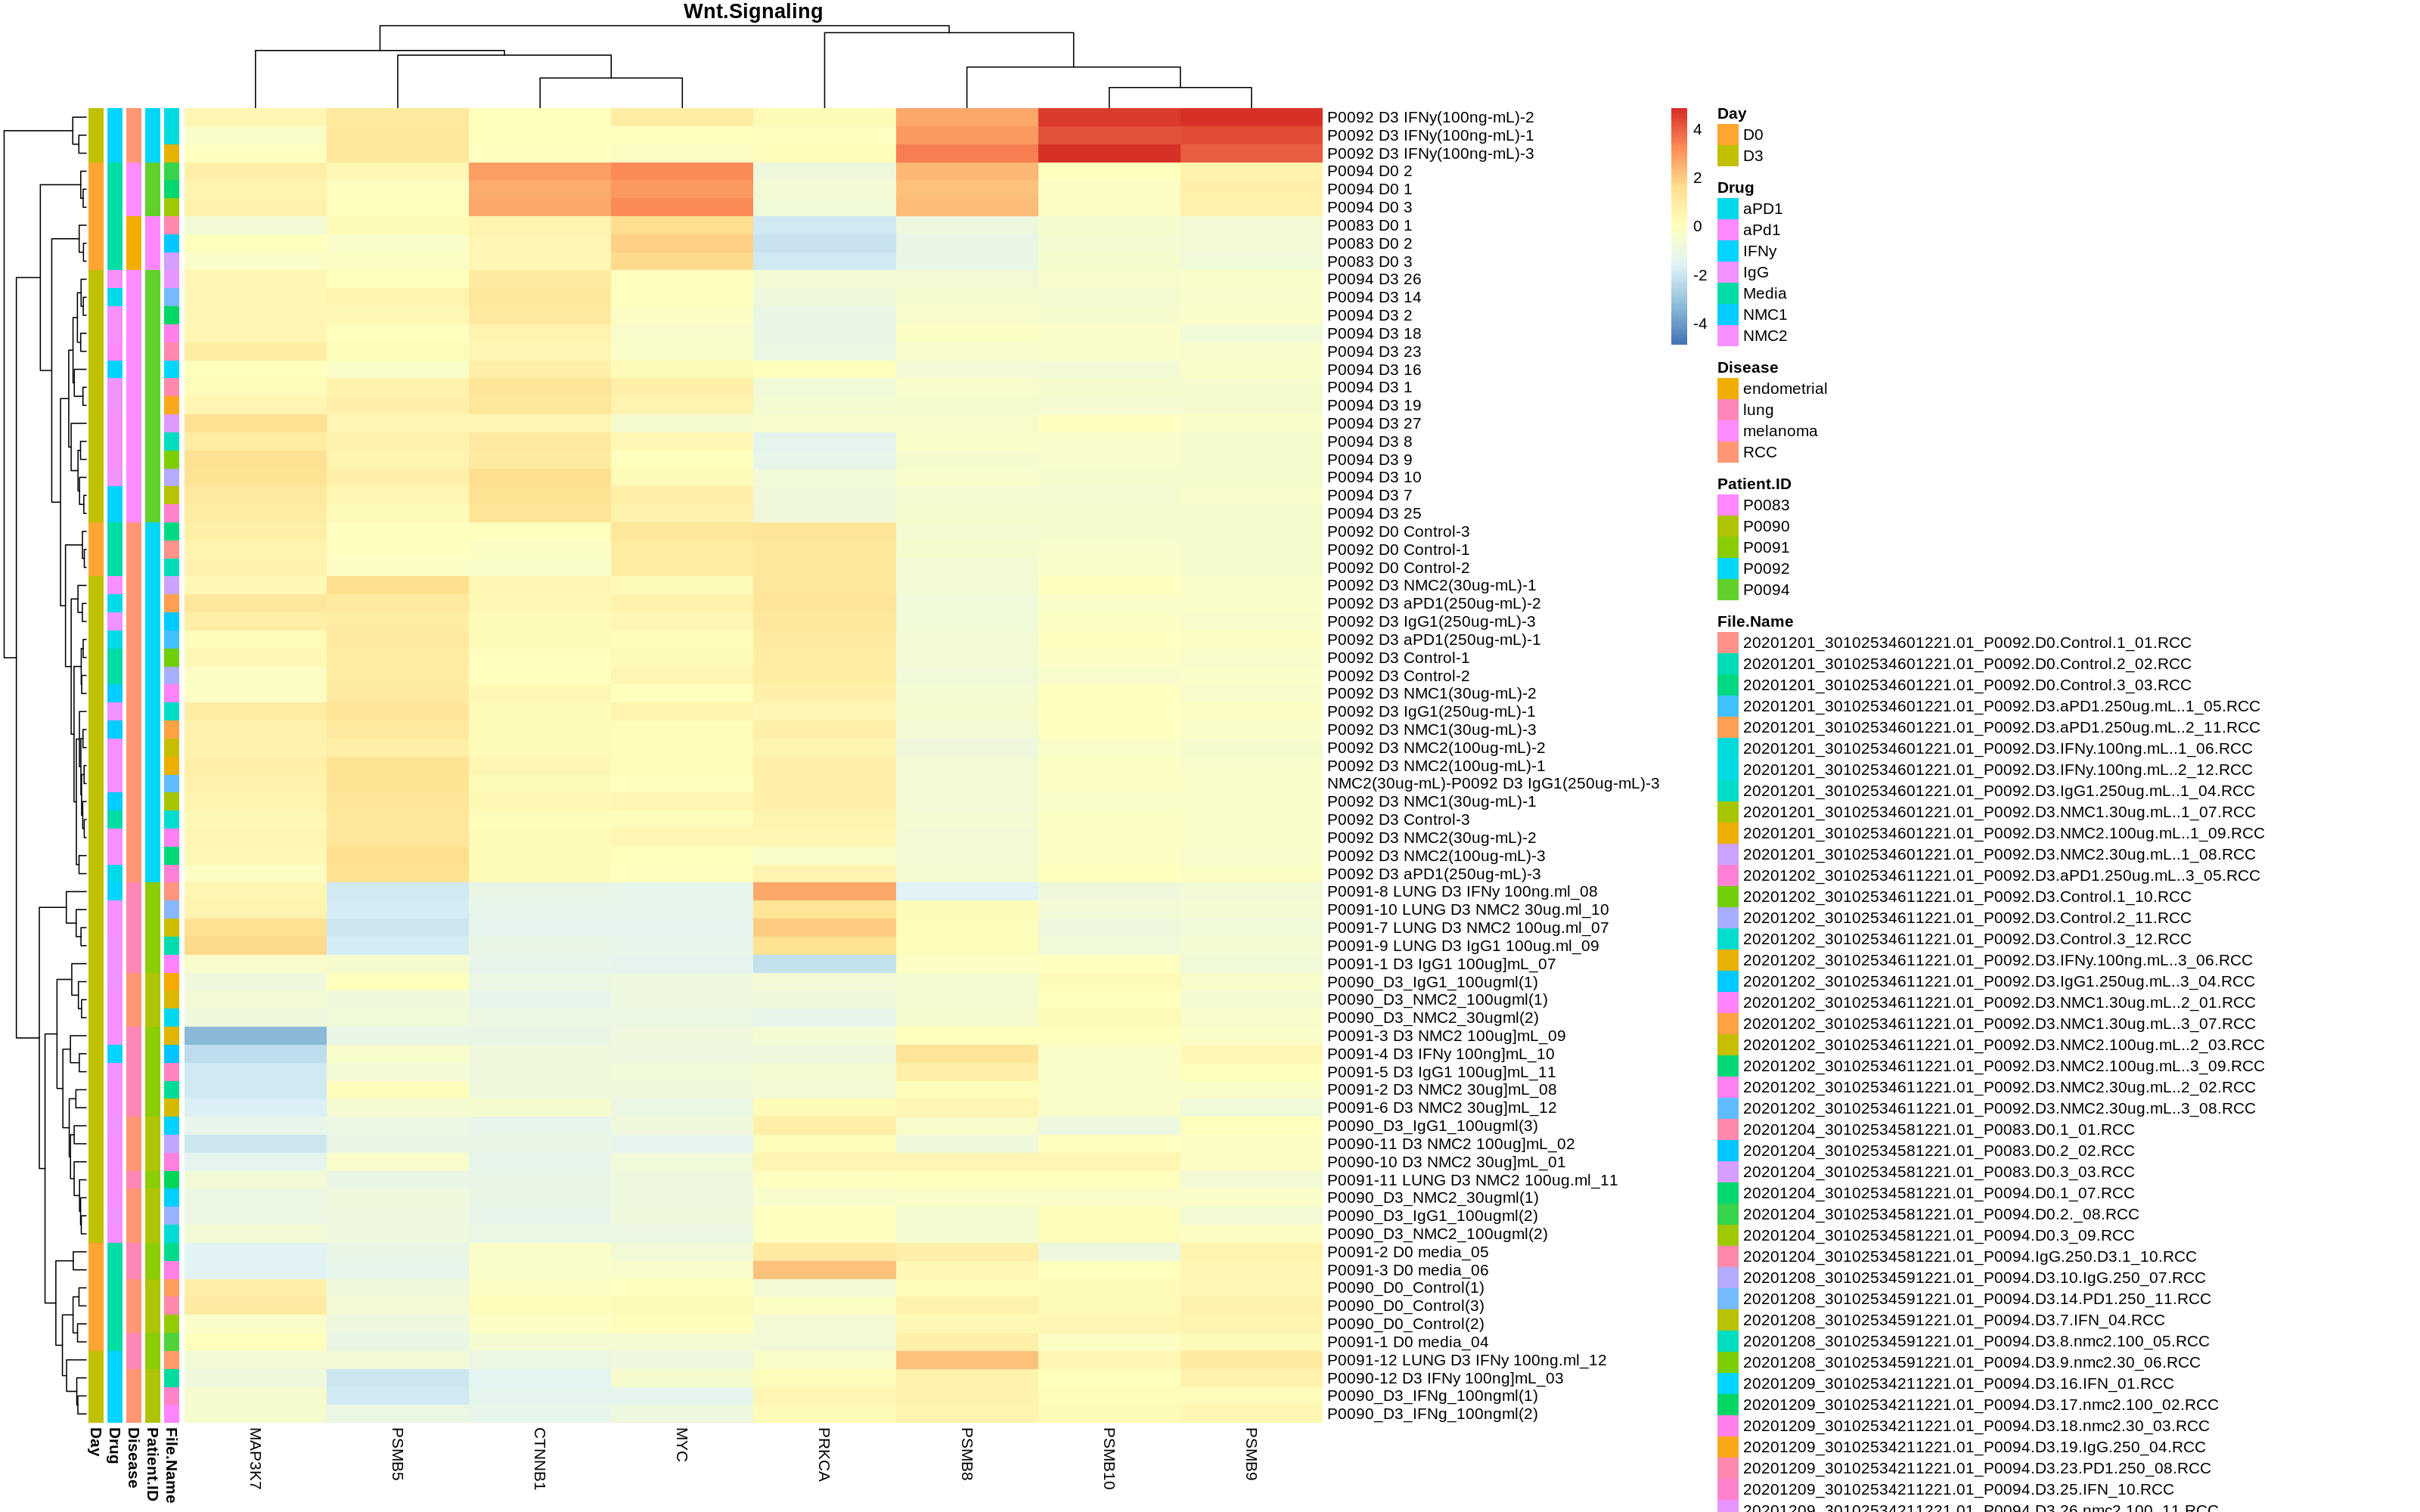 Wnt.Signaling
P0092 D3 IFNy(100ng-mL)-2
P0092 D3 IFNy(100ng-mL)-1
P0092 D3 IFNy(100ng-mL)-3
P0094 D0 2
P0094 D0 1
P0094 D0 3
P0083 D0 1
P0083 D0 2
P0083 D0 3
P0094 D3 26
P0094 D3 14
P0094 D3 2
P0094 D3 18
P0094 D3 23
P0094 D3 16
P0094 D3 1
P0094 D3 19
P0094 D3 27
P0094 D3 8
P0094 D3 9
P0094 D3 10
P0094 D3 7
P0094 D3 25
P0092 D0 Control-3
P0092 D0 Control-1
P0092 D0 Control-2
P0092 D3 NMC2(30ug-mL)-1
P0092 D3 aPD1(250ug-mL)-2
P0092 D3 IgG1(250ug-mL)-3
P0092 D3 aPD1(250ug-mL)-1
P0092 D3 Control-1
P0092 D3 Control-2
P0092 D3 NMC1(30ug-mL)-2
P0092 D3 IgG1(250ug-mL)-1
P0092 D3 NMC1(30ug-mL)-3
P0092 D3 NMC2(100ug-mL)-2
P0092 D3 NMC2(100ug-mL)-1
NMC2(30ug-mL)-P0092 D3 IgG1(250ug-mL)-3
P0092 D3 NMC1(30ug-mL)-1
P0092 D3 Control-3
P0092 D3 NMC2(30ug-mL)-2
P0092 D3 NMC2(100ug-mL)-3
P0092 D3 aPD1(250ug-mL)-3
P0091-8 LUNG D3 IFNy 100ng.ml_08
P0091-10 LUNG D3 NMC2 30ug.ml_10
P0091-7 LUNG D3 NMC2 100ug.ml_07
P0091-9 LUNG D3 IgG1 100ug.ml_09
P0091-1 D3 IgG1 100ug]mL_07
P0090_D3_IgG1_100ugml(1)
P0090_D3_NMC2_100ugml(1)
P0090_D3_NMC2_30ugml(2)
P0091-3 D3 NMC2 100ug]mL_09
P0091-4 D3 IFNy 100ng]mL_10
P0091-5 D3 IgG1 100ug]mL_11
P0091-2 D3 NMC2 30ug]mL_08
P0091-6 D3 NMC2 30ug]mL_12
P0090_D3_IgG1_100ugml(3)
P0090-11 D3 NMC2 100ug]mL_02
P0090-10 D3 NMC2 30ug]mL_01
P0091-11 LUNG D3 NMC2 100ug.ml_11
P0090_D3_NMC2_30ugml(1)
P0090_D3_IgG1_100ugml(2)
P0090_D3_NMC2_100ugml(2)
P0091-2 D0 media_05
P0091-3 D0 media_06
P0090_D0_Control(1)
P0090_D0_Control(3)
P0090_D0_Control(2)
P0091-1 D0 media_04
P0091-12 LUNG D3 IFNy 100ng.ml_12
P0090-12 D3 IFNy 100ng]mL_03
P0090_D3_IFNg_100ngml(1)
P0090_D3_IFNg_100ngml(2)
Day
Drug
Disease
Patient.ID
File.Name
MAP3K7
PSMB5
CTNNB1
MYC
PRKCA
PSMB8
PSMB10
PSMB9
4
2
0
-2
-4
Day
D0
D3
Drug
aPD1
aPd1
IFNy
IgG
Media
NMC1
NMC2
Disease
endometrial
lung
melanoma
RCC
Patient.ID
P0083
P0090
P0091
P0092
P0094
File.Name
20201201_30102534601221.01_P0092.D0.Control.1_01.RCC
20201201_30102534601221.01_P0092.D0.Control.2_02.RCC
20201201_30102534601221.01_P0092.D0.Control.3_03.RCC
20201201_30102534601221.01_P0092.D3.aPD1.250ug.mL..1_05.RCC
20201201_30102534601221.01_P0092.D3.aPD1.250ug.mL..2_11.RCC
20201201_30102534601221.01_P0092.D3.IFNy.100ng.mL..1_06.RCC
20201201_30102534601221.01_P0092.D3.IFNy.100ng.mL..2_12.RCC
20201201_30102534601221.01_P0092.D3.IgG1.250ug.mL..1_04.RCC
20201201_30102534601221.01_P0092.D3.NMC1.30ug.mL..1_07.RCC
20201201_30102534601221.01_P0092.D3.NMC2.100ug.mL..1_09.RCC
20201201_30102534601221.01_P0092.D3.NMC2.30ug.mL..1_08.RCC
20201202_30102534611221.01_P0092.D3.aPD1.250ug.mL..3_05.RCC
20201202_30102534611221.01_P0092.D3.Control.1_10.RCC
20201202_30102534611221.01_P0092.D3.Control.2_11.RCC
20201202_30102534611221.01_P0092.D3.Control.3_12.RCC
20201202_30102534611221.01_P0092.D3.IFNy.100ng.mL..3_06.RCC
20201202_30102534611221.01_P0092.D3.IgG1.250ug.mL..3_04.RCC
20201202_30102534611221.01_P0092.D3.NMC1.30ug.mL..2_01.RCC
20201202_30102534611221.01_P0092.D3.NMC1.30ug.mL..3_07.RCC
20201202_30102534611221.01_P0092.D3.NMC2.100ug.mL..2_03.RCC
20201202_30102534611221.01_P0092.D3.NMC2.100ug.mL..3_09.RCC
20201202_30102534611221.01_P0092.D3.NMC2.30ug.mL..2_02.RCC
20201202_30102534611221.01_P0092.D3.NMC2.30ug.mL..3_08.RCC
20201204_30102534581221.01_P0083.D0.1_01.RCC
20201204_30102534581221.01_P0083.D0.2_02.RCC
20201204_30102534581221.01_P0083.D0.3_03.RCC
20201204_30102534581221.01_P0094.D0.1_07.RCC
20201204_30102534581221.01_P0094.D0.2._08.RCC
20201204_30102534581221.01_P0094.D0.3_09.RCC
20201204_30102534581221.01_P0094.IgG.250.D3.1_10.RCC
20201208_30102534591221.01_P0094.D3.10.IgG.250_07.RCC
20201208_30102534591221.01_P0094.D3.14.PD1.250_11.RCC
20201208_30102534591221.01_P0094.D3.7.IFN_04.RCC
20201208_30102534591221.01_P0094.D3.8.nmc2.100_05.RCC
20201208_30102534591221.01_P0094.D3.9.nmc2.30_06.RCC
20201209_30102534211221.01_P0094.D3.16.IFN_01.RCC
20201209_30102534211221.01_P0094.D3.17.nmc2.100_02.RCC
20201209_30102534211221.01_P0094.D3.18.nmc2.30_03.RCC
20201209_30102534211221.01_P0094.D3.19.IgG.250_04.RCC
20201209_30102534211221.01_P0094.D3.23.PD1.250_08.RCC
20201209_30102534211221.01_P0094.D3.25.IFN_10.RCC
20201209_30102534211221.01_P0094.D3.26.nmc2.100_11.RCC